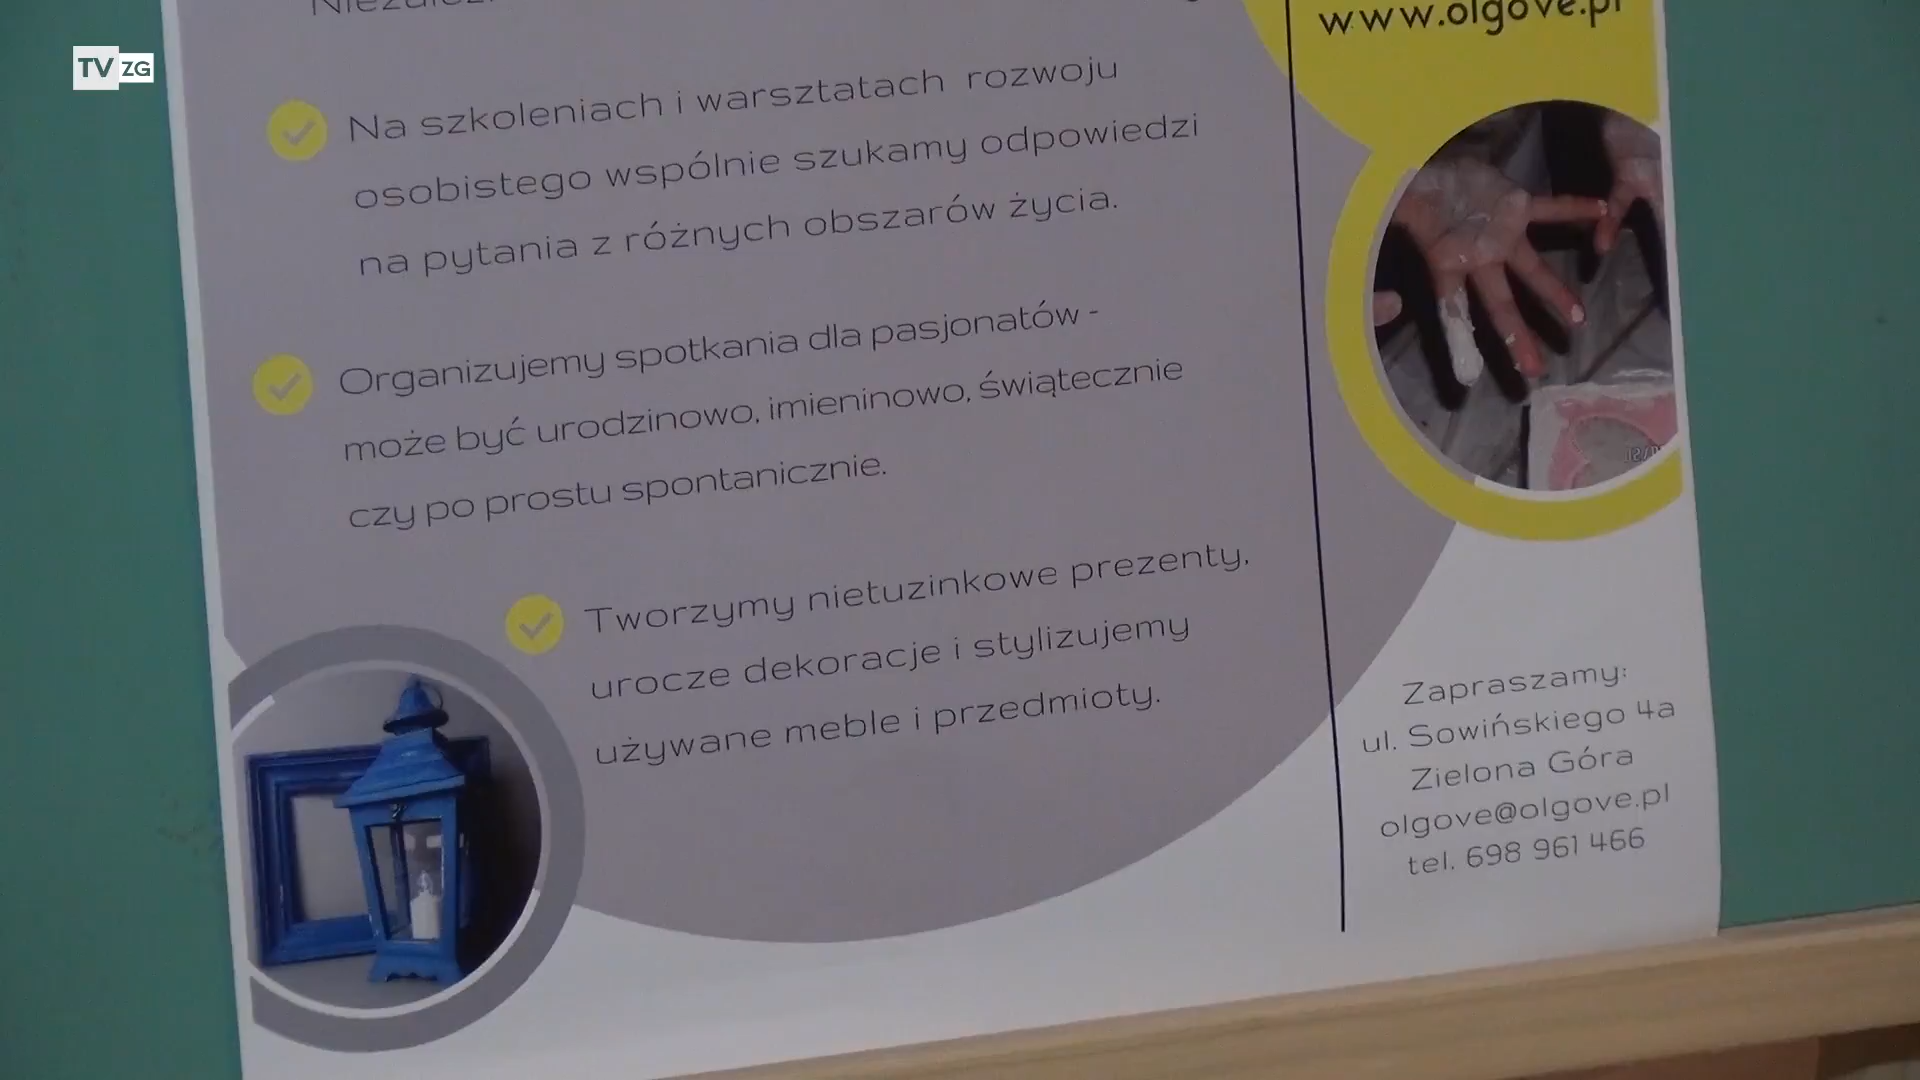 TV ZG
www.olgove.pl
Na szkoleniach i warsztatach rozwoju
osobistego wspólnie szukamy odpowiedzi
na pytania z różnych obszarów życia.
Organizujemy spotkania dla pasjonatów -
może być urodzinowo, imieninowo, świątecznie
czy po prostu spontanicznie.
Tworzymy nietuzinkowe prezenty,
urocze dekoracje i stylizujemy
używane meble i przedmioty.
Zapraszamy:
ul. Sowińskiego 4a
Zielona Góra
olgove@olgove.pl
tel. 698 961 466